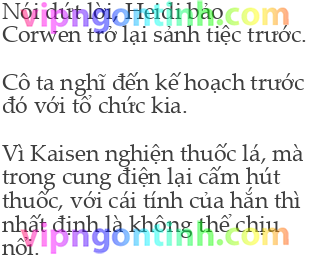 Nói dứt lời, Heidi bảo
Corwen trở lại sảnh tiệc trước.
Cô ta nghĩ đến kế hoạch trước
đó với tổ chức kia.
Vì Kaisen nghiện thuốc lá, mà
trong cung điện lại cấm hút
thuốc, với cái tính của hắn thì
nhất định là không thể chịu
nổi.
vipngontinh.com
vipngontinh.com